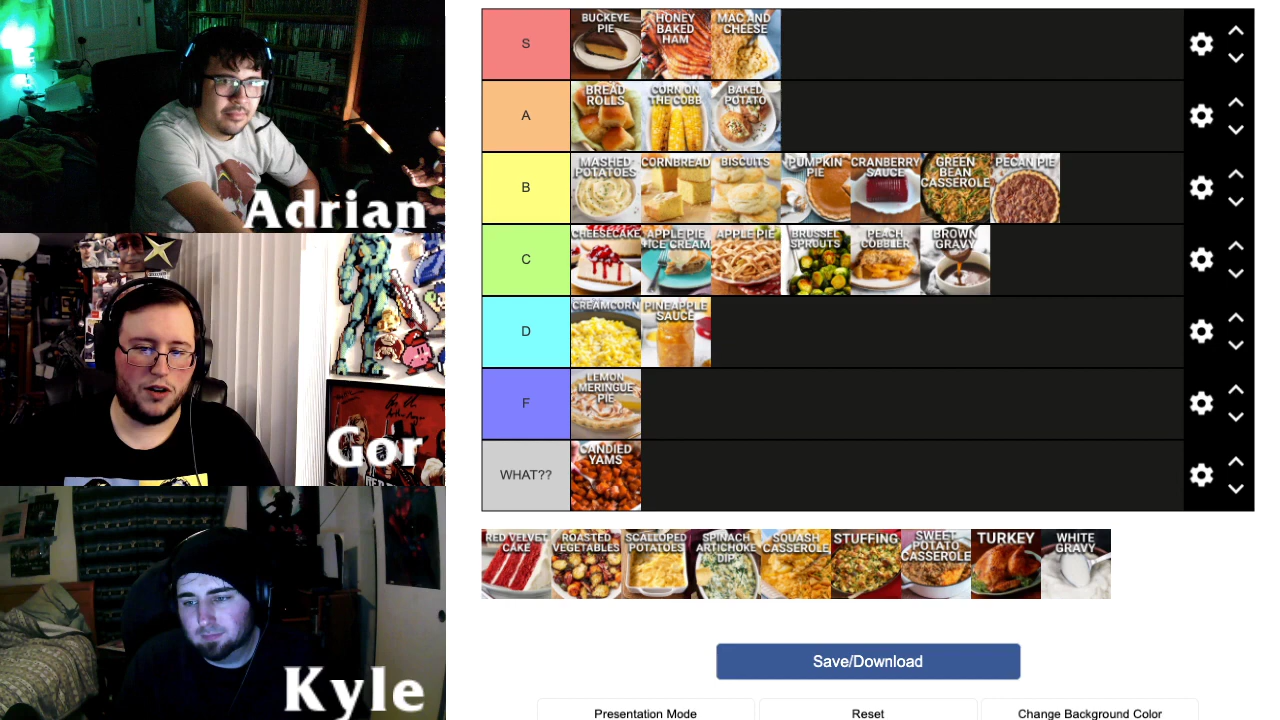 Adrian
Gor
Kyle
S
BUCKEYE
PIE
HONEY
BAKED
HAM
MAC AND
CHEESE
A
BREAD
ROLLS
CORN ON
THE COBB
BAKED
POTATO
B
MASHED
POTATOES
CORNBREAD
BISCUITS
PUMPKIN
PIE
CRANBERRY
SAUCE
GREEN
BEAN
CASSEROLE
PECAN PIE
C
CHEESECAKE
APPLE PIE
+ICE CREAM
APPLE PIE
BRUSSEL
SPROUTS
PEACH
COBBLER
BROWN
GRAVY
D
CREAMCORN
PINEAPPLE
SAUCE
F
LEMON
MERINGUE
PIE
WHAT??
CANDIED
YAMS
RED VELVET
CAKE
ROASTED
VEGETABLES
SCALLOPED
POTATOES
SPINACH
ARTICHOKE
DIP
SQUASH
CASSEROLE
STUFFING
SWEET
POTATO
CASSEROLE
TURKEY
WHITE
GRAVY
Save/Download
Presentation Mode
Reset
Change Background Color